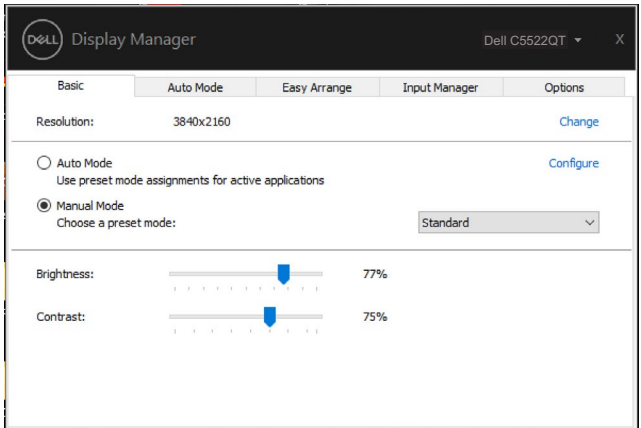 DELL Display Manager Dell C5522QT X
Basic Auto Mode Easy Arrange Input Manager Options
Resolution: 3840x2160 Change
Auto Mode Configure
Use preset mode assignments for active applications
Manual Mode
Choose a preset mode: Standard
Brightness: 77%
Contrast: 75%